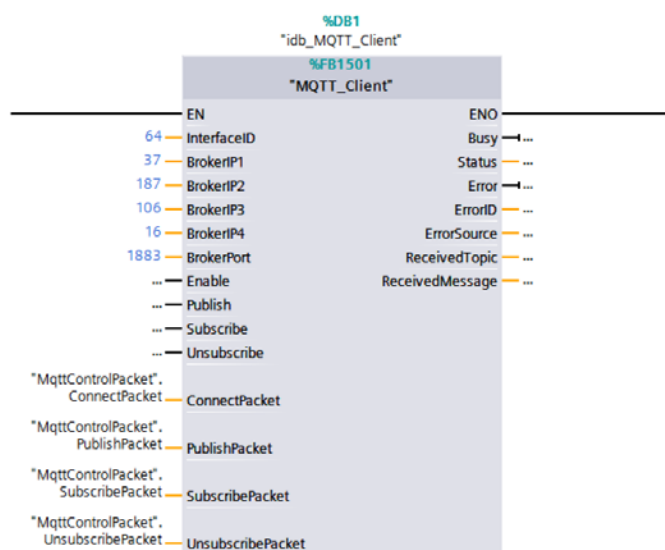 %DB1
"idb_MQTT_Client"
%FB1501
"MQTT_Client"
EN ENO
64 InterfaceID Busy ...
37 BrokerIP1 Status ...
187 BrokerIP2 Error ...
106 BrokerIP3 ErrorID ...
16 BrokerIP4 ErrorSource ...
1883 BrokerPort ReceivedTopic ...
... Enable ReceivedMessage ...
... Publish
... Subscribe
... Unsubscribe
"MqttControlPacket".
ConnectPacket ConnectPacket
"MqttControlPacket".
PublishPacket PublishPacket
"MqttControlPacket".
SubscribePacket SubscribePacket
"MqttControlPacket".
UnsubscribePacket UnsubscribePacket